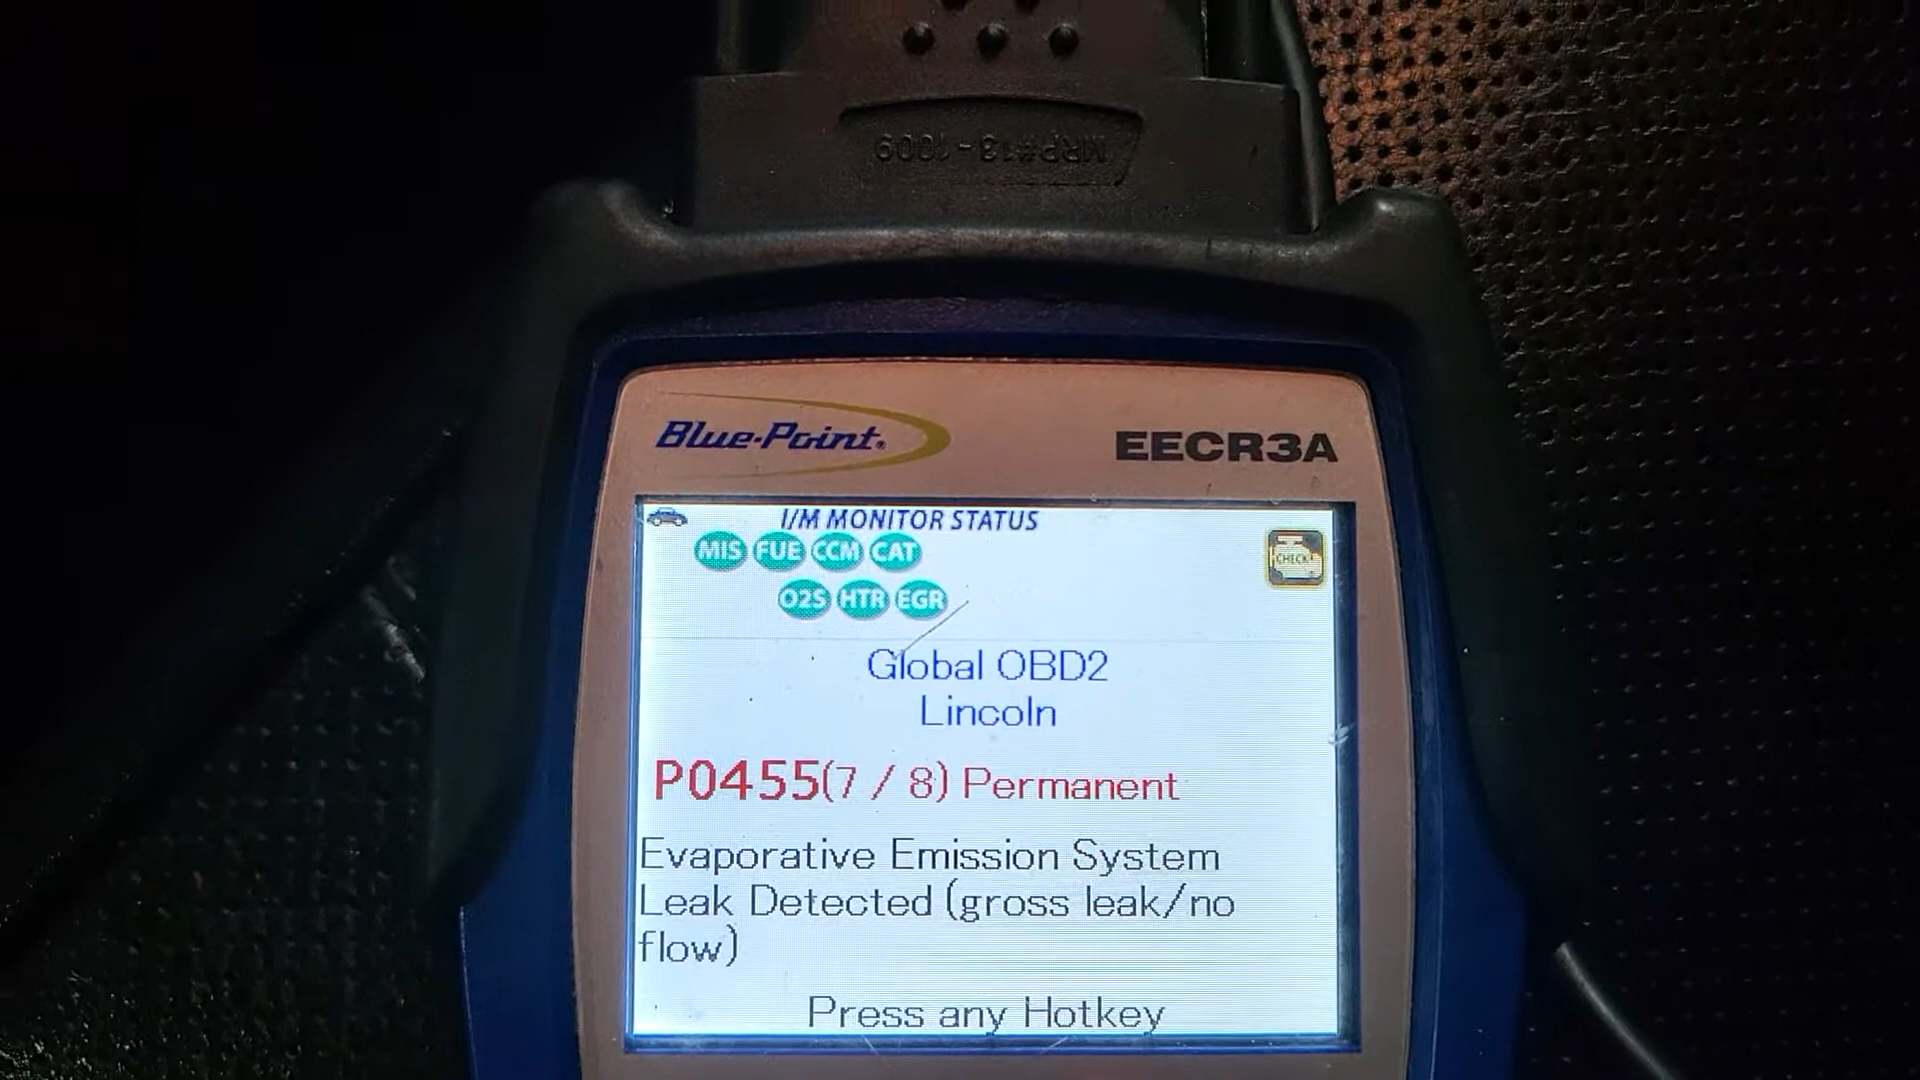 MRP#13-1009
Blue-Point®
EECR3A
I/M MONITOR STATUS
MIS FUE CCM CAT
CHECK
O2S HTR EGR
Global OBD2
Lincoln
P0455(7 / 8) Permanent
Evaporative Emission System
Leak Detected (gross leak/no
flow)
Press any Hotkey